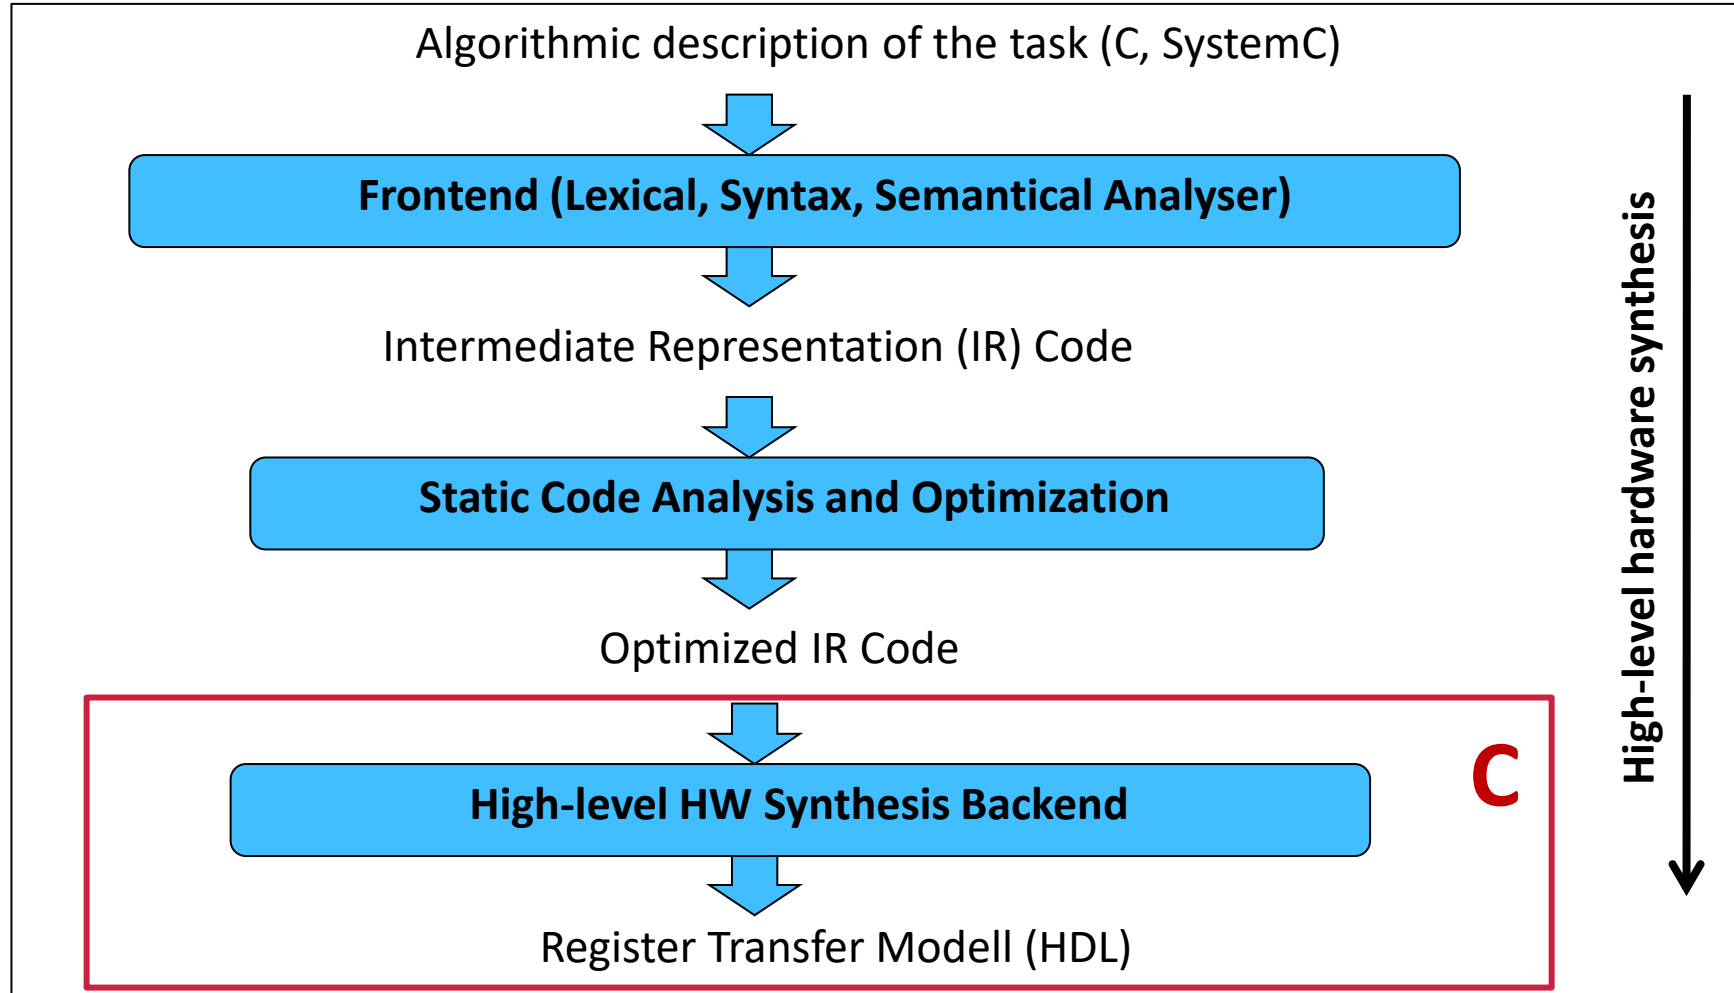 Algorithmic description of the task (C, SystemC)
Frontend (Lexical, Syntax, Semantical Analyser)
Intermediate Representation (IR) Code
Static Code Analysis and Optimization
Optimized IR Code
High-level HW Synthesis Backend
C
Register Transfer Modell (HDL)
High-level hardware synthesis